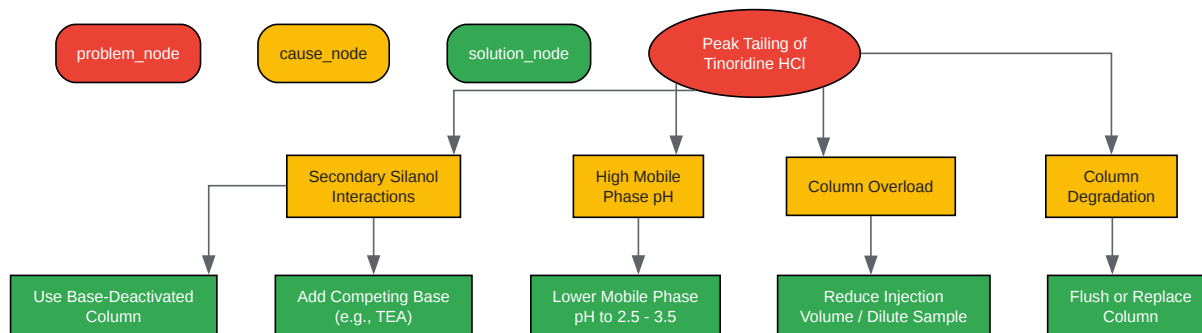 problem_node
cause_node
solution_node
Peak Tailing of
Tinoridine HCl
Secondary Silanol
Interactions
High Mobile
Phase pH
Column Overload
Column
Degradation
Use Base-Deactivated
Column
Add Competing Base
(e.g., TEA)
Lower Mobile Phase
pH to 2.5 - 3.5
Reduce Injection
Volume / Dilute Sample
Flush or Replace
Column